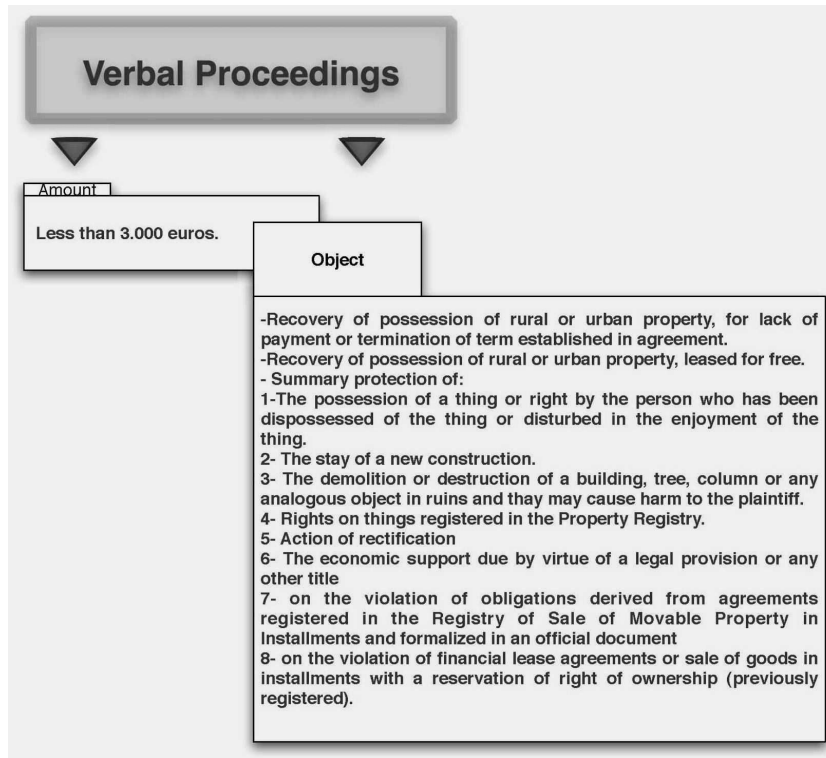 Verbal Proceedings
Amount
Less than 3.000 euros.
Object
-Recovery of possession of rural or urban property, for lack of
payment or termination of term established in agreement.
-Recovery of possession of rural or urban property, leased for free.
- Summary protection of:
1-The possession of a thing or right by the person who has been
dispossessed of the thing or disturbed in the enjoyment of the
thing.
2- The stay of a new construction.
3- The demolition or destruction of a building, tree, column or any
analogous object in ruins and thay may cause harm to the plaintiff.
4- Rights on things registered in the Property Registry.
5- Action of rectification
6- The economic support due by virtue of a legal provision or any
other title
7- on the violation of obligations derived from agreements
registered in the Registry of Sale of Movable Property in
Installments and formalized in an official document
8- on the violation of financial lease agreements or sale of goods in
installments with a reservation of right of ownership (previously
registered).